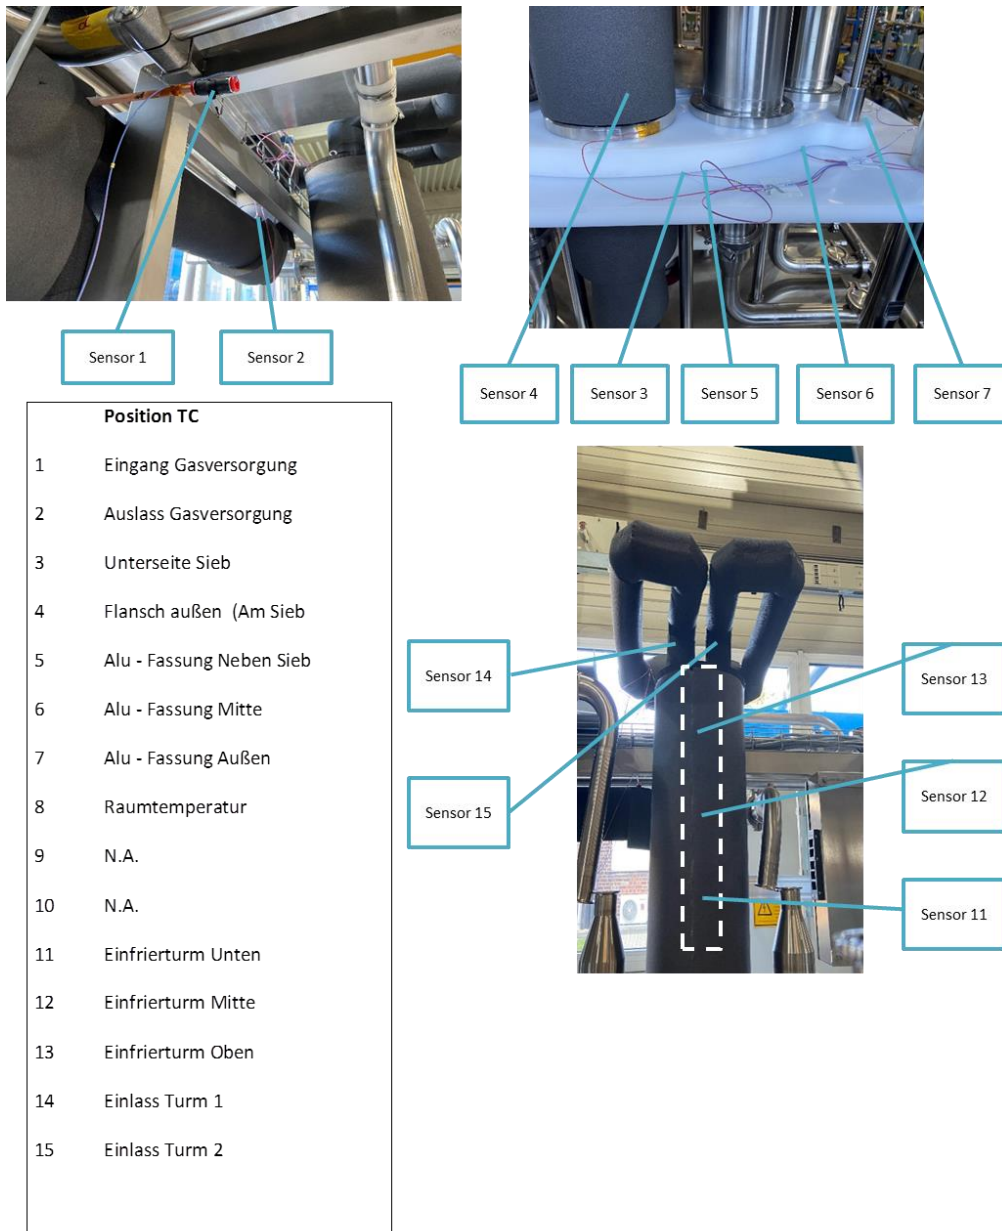 Sensor 1
Sensor 2
Sensor 4
Sensor 3
Sensor 5
Sensor 6
Sensor 7
Position TC
1 Eingang Gasversorgung
2 Auslass Gasversorgung
3 Unterseite Sieb
4 Flansch außen (Am Sieb
5 Alu - Fassung Neben Sieb
6 Alu - Fassung Mitte
7 Alu - Fassung Außen
8 Raumtemperatur
9 N.A.
10 N.A.
11 Einfrierturm Unten
12 Einfrierturm Mitte
13 Einfrierturm Oben
14 Einlass Turm 1
15 Einlass Turm 2
Sensor 14
Sensor 13
Sensor 15
Sensor 12
Sensor 11